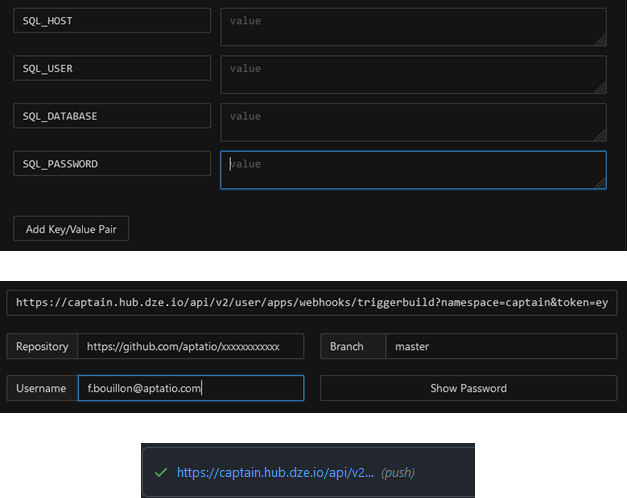 SQL_HOST value
SQL_USER value
SQL_DATABASE value
SQL_PASSWORD value
Add Key/Value Pair
https://captain.hub.dze.io/api/v2/user/apps/webhooks/triggerbuild?namespace=captain&token=ey
Repository https://github.com/aptatio/xxxxxxxxxxxx Branch master
Username f.bouillon@aptatio.com Show Password
https://captain.hub.dze.io/api/v2... (push)